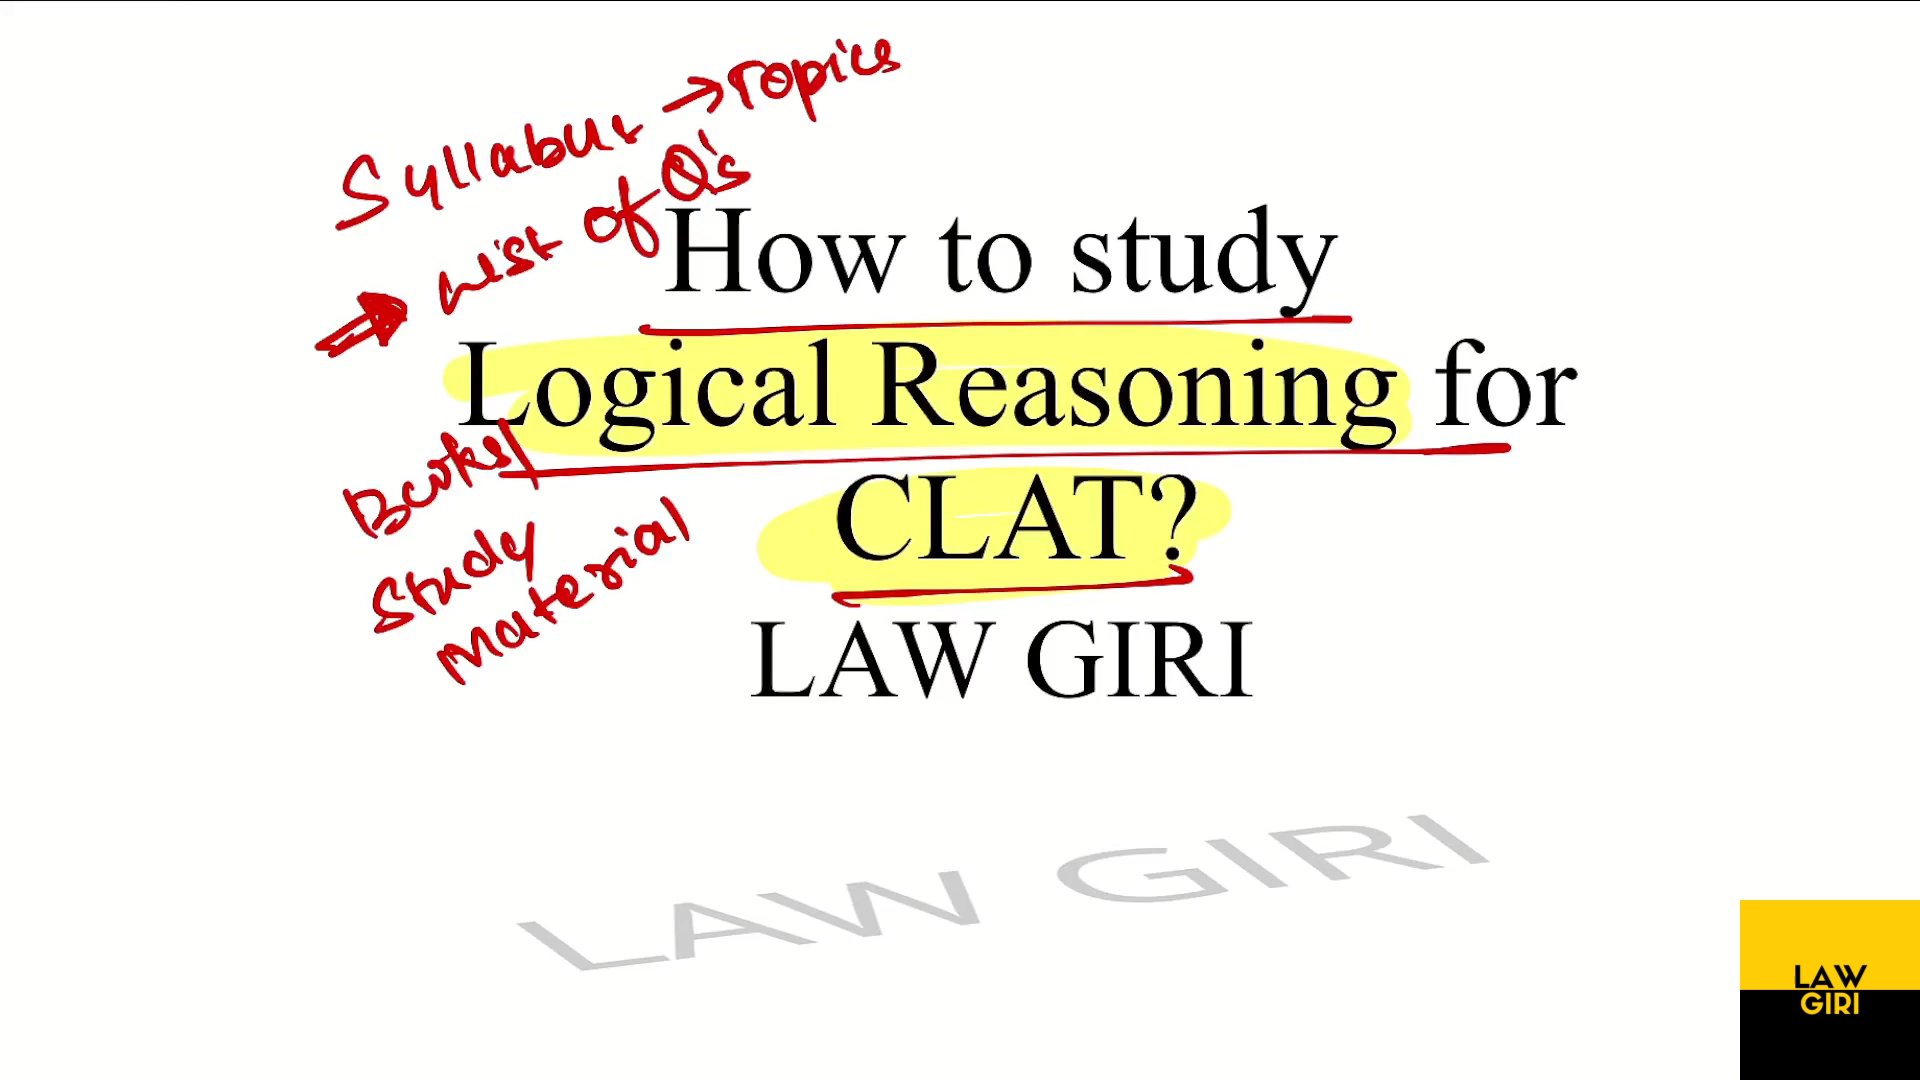 Syllabus → Topics
List of Q's
How to study
Logical Reasoning for
CLAT?
LAW GIRI
Books/
Study
Material
LAW GIRI
LAW
GIRI